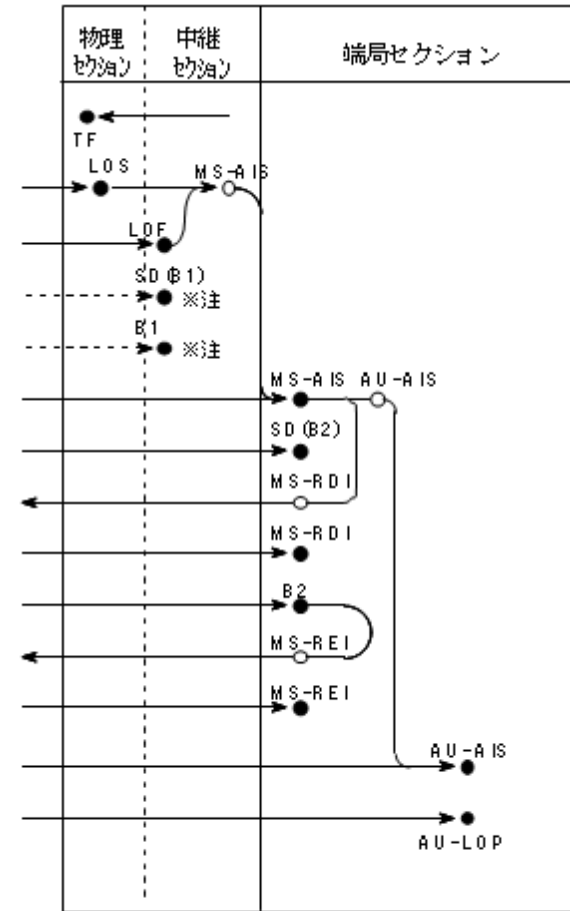 物理
セクション
中継
セクション
端局セクション
TF
LOS
MS-AIS
LOF
SD(B1)
※注
B1
※注
MS-AIS
AU-AIS
SD(B2)
MS-RDI
MS-RDI
B2
MS-REI
MS-REI
AU-AIS
AU-LOP